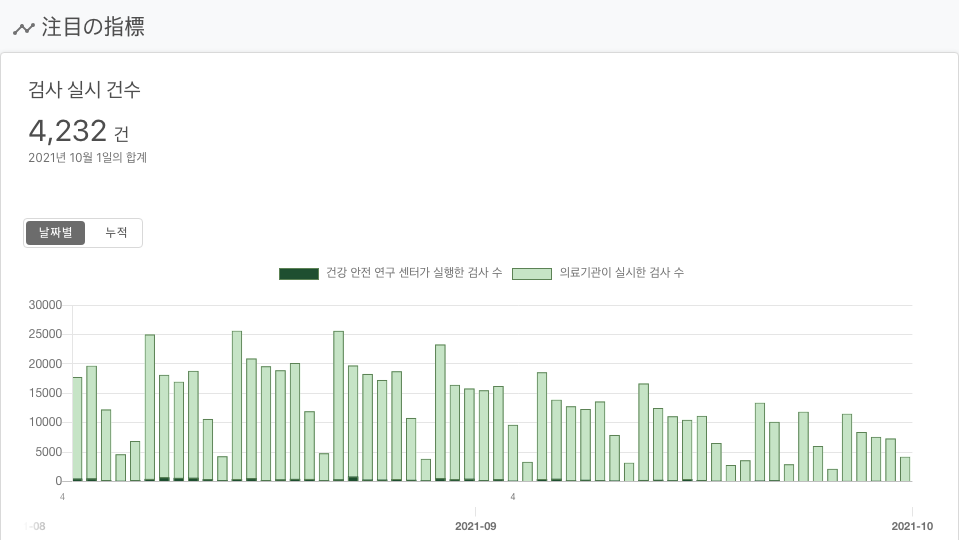 注目の指標
검사 실시 건수
4,232 건
2021년 10월 1일의 합계
날짜별 누적
건강 안전 연구 센터가 실행한 검사 수 의료기관이 실시한 검사 수
30000
25000
20000
15000
10000
5000
0
4 4
-08 2021-09 2021-10